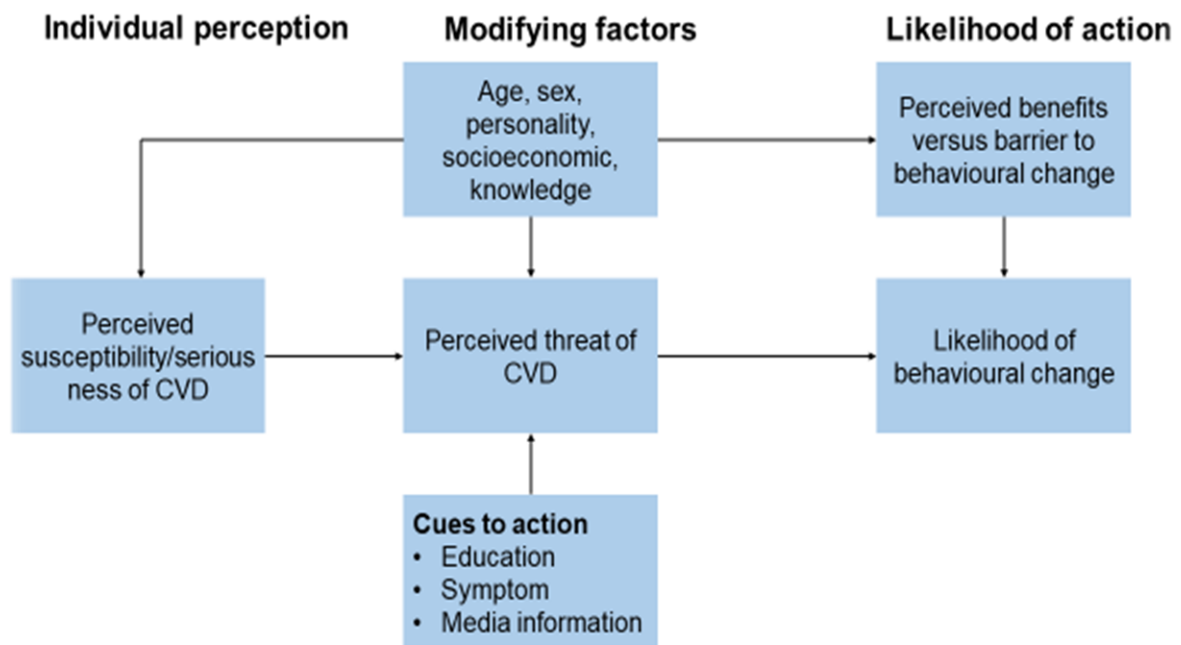 Individual perception
Modifying factors
Likelihood of action
Age, sex,
personality,
socioeconomic,
knowledge
Perceived benefits
versus barrier to
behavioural change
Perceived
susceptibility/serious
ness of CVD
Perceived threat of
CVD
Likelihood of
behavioural change
Cues to action
• Education
• Symptom
• Media information